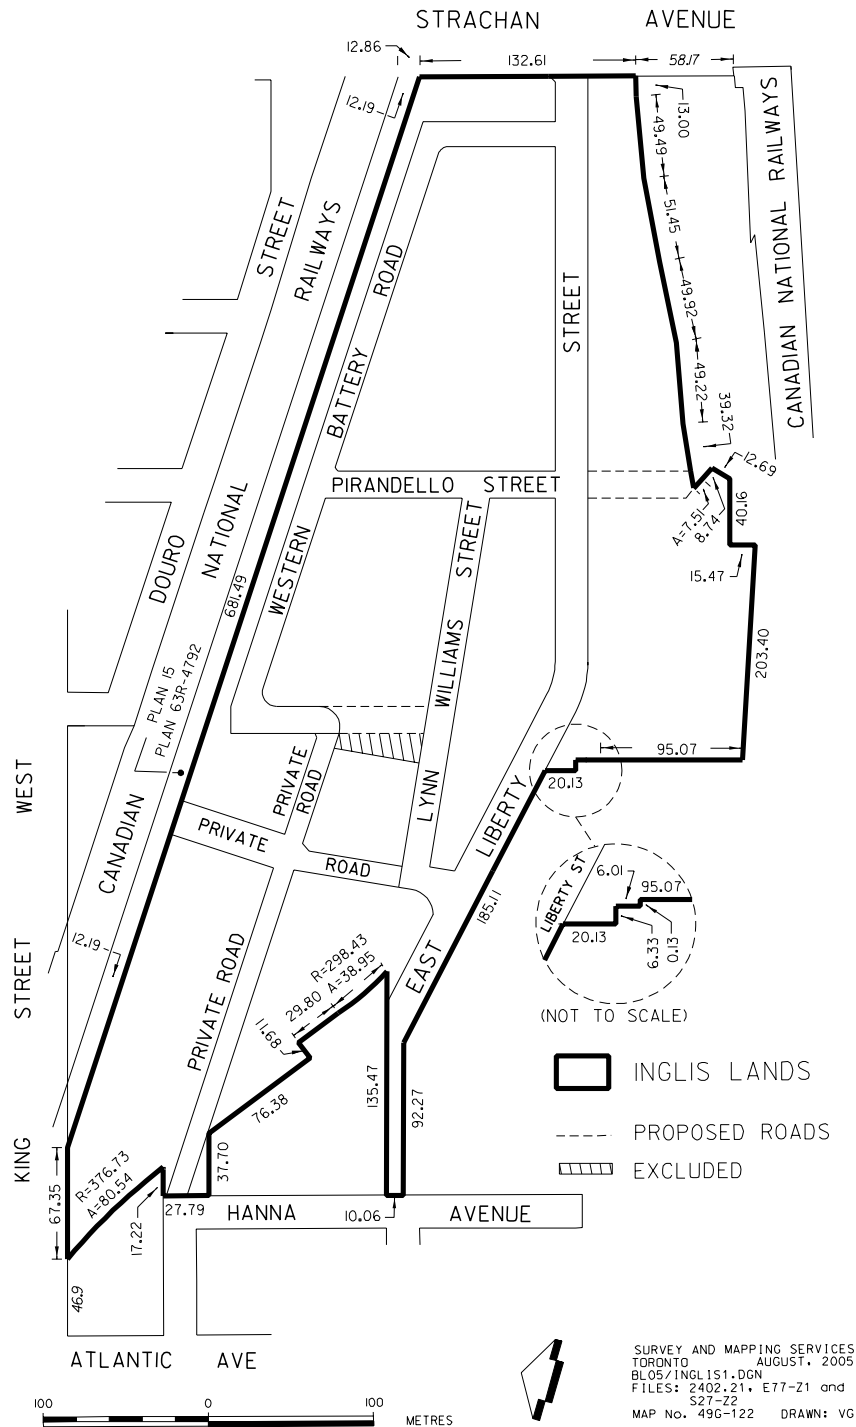 STRACHAN AVENUE
12.86
132.61
58.17
12.19
13.00
49.49
51.45
49.92
49.22
39.32
CANADIAN NATIONAL RAILWAYS
DOURO STREET
CANADIAN NATIONAL RAILWAYS
WESTERN BATTERY ROAD
STREET
PIRANDELLO STREET
12.69
A=7.51
8.74
40.16
15.47
203.40
681.49
PLAN 15
PLAN 63R-4792
LYNN WILLIAMS STREET
EAST LIBERTY
95.07
20.13
PRIVATE
ROAD
PRIVATE ROAD
185.11
LIBERTY ST
6.01
95.07
20.13
6.33
0.13
(NOT TO SCALE)
12.19
PRIVATE ROAD
R=298.43
29.80 A=38.95
11.68
76.38
135.47
92.27
37.70
KING STREET WEST
67.35
R=376.73
A=80.54
17.22
27.79
HANNA AVENUE
10.06
46.9
ATLANTIC AVE
INGLIS LANDS
PROPOSED ROADS
EXCLUDED
100 0 100
METRES
SURVEY AND MAPPING SERVICES
TORONTO AUGUST, 2005
BL05/INGLIS1.DGN
FILES: 2402.21, E77-Z1 and
S27-Z2
MAP No. 49G-122 DRAWN: VG